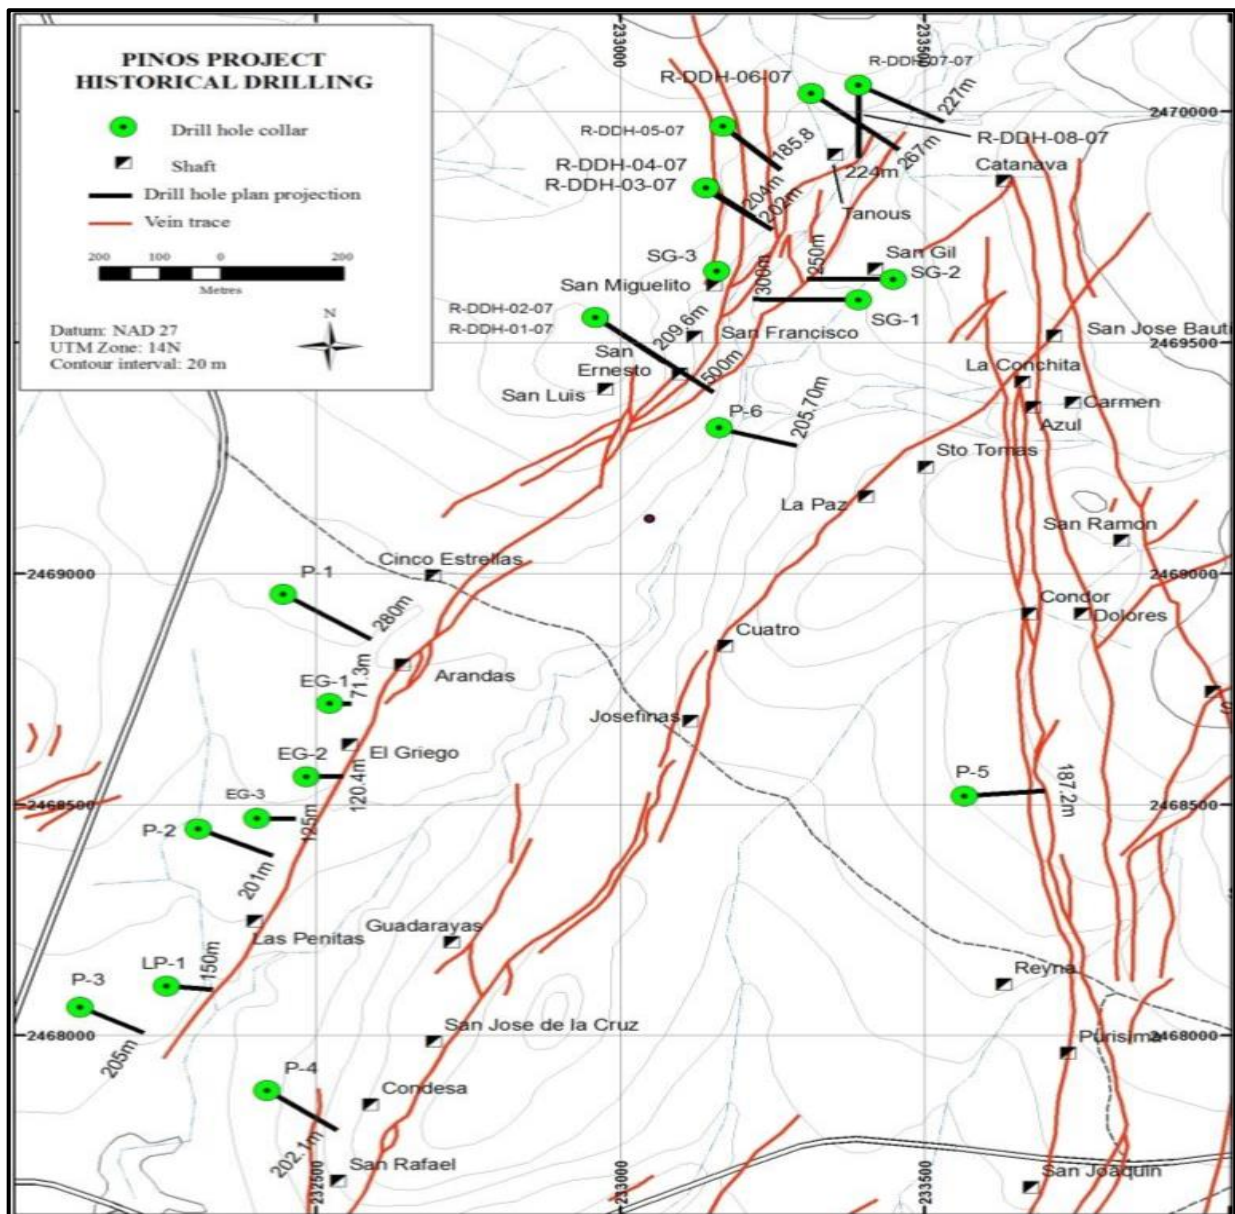 PINOS PROJECT
HISTORICAL DRILLING
Drill hole collar
Shaft
Drill hole plan projection
Vein trace
200
0
200
Metres
Datum: NAD 27
UTM Zone: 14N
Contour interval: 20 m
N
233000
233500
R-DDH-07-07
R-DDH-06-07
227m
2470000
R-DDH-05-07
185.8
R-DDH-08-07
267m
R-DDH-04-07
Catanava
R-DDH-03-07
204m
202m
224m
Tanous
SG-3
250m
San Gil
SG-2
San Miguelito
300m
SG-1
R-DDH-02-07
R-DDH-01-07
209.6m
San Francisco
San Jose Bauti
2469500
San
Ernesto
500m
La Conchita
San Luis
P-6
205.70m
Carmen
Azul
Sto Tomas
La Paz
San Ramon
Cinco Estrellas
2469000
2469000
P-1
280m
Condor
Dolores
Cuatro
EG-1
71.3m
Arandas
Josefinas
EG-2
El Griego
120.4m
P-5
187.2m
EG-3
2468500
2468500
P-2
125m
201m
Las Penitas
Guadarayas
LP-1
150m
P-3
Reyna
2468000
San Jose de la Cruz
2468000
205m
Purisima
P-4
Condesa
202.1m
San Rafael
San Joaquin
232500
233000
233500